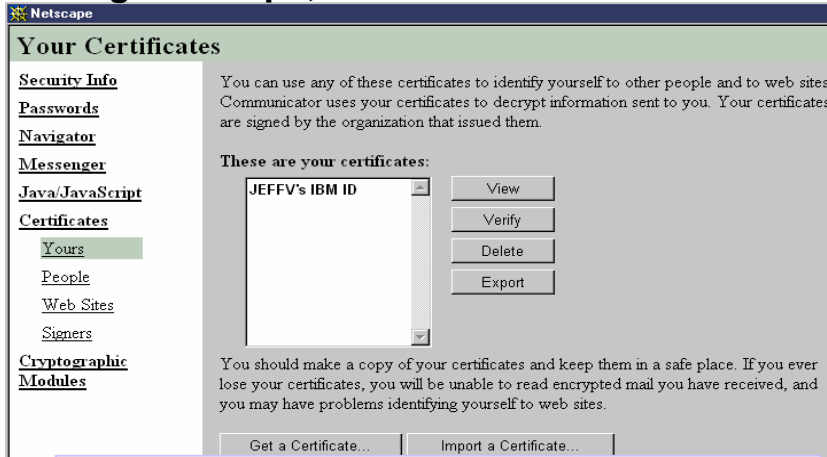 Netscape
Your Certificates
Security Info
Passwords
Navigator
Messenger
Java/JavaScript
Certificates
Yours
People
Web Sites
Signers
Cryptographic
Modules
You can use any of these certificates to identify yourself to other people and to web sites
Communicator uses your certificates to decrypt information sent to you. Your certificates
are signed by the organization that issued them.
These are your certificates:
JEFFV's IBM ID
View
Verify
Delete
Export
You should make a copy of your certificates and keep them in a safe place. If you ever
lose your certificates, you will be unable to read encrypted mail you have received, and
you may have problems identifying yourself to web sites.
Get a Certificate...
Import a Certificate...